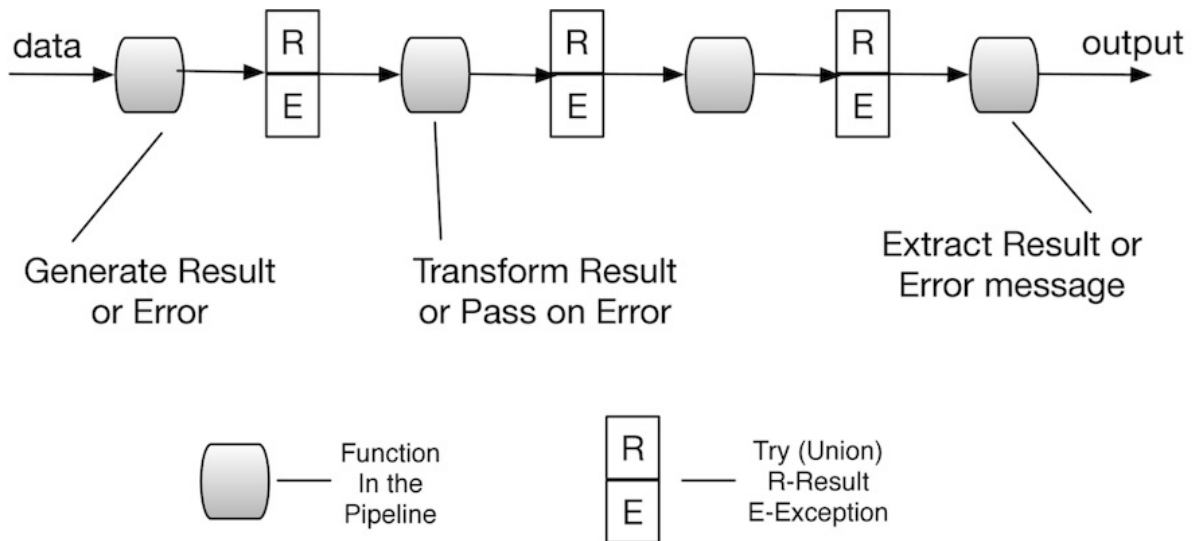 data
R
E
R
E
R
E
output
Generate Result
or Error
Transform Result
or Pass on Error
Extract Result or
Error message
Function
In the
Pipeline
R
E
Try (Union)
R-Result
E-Exception